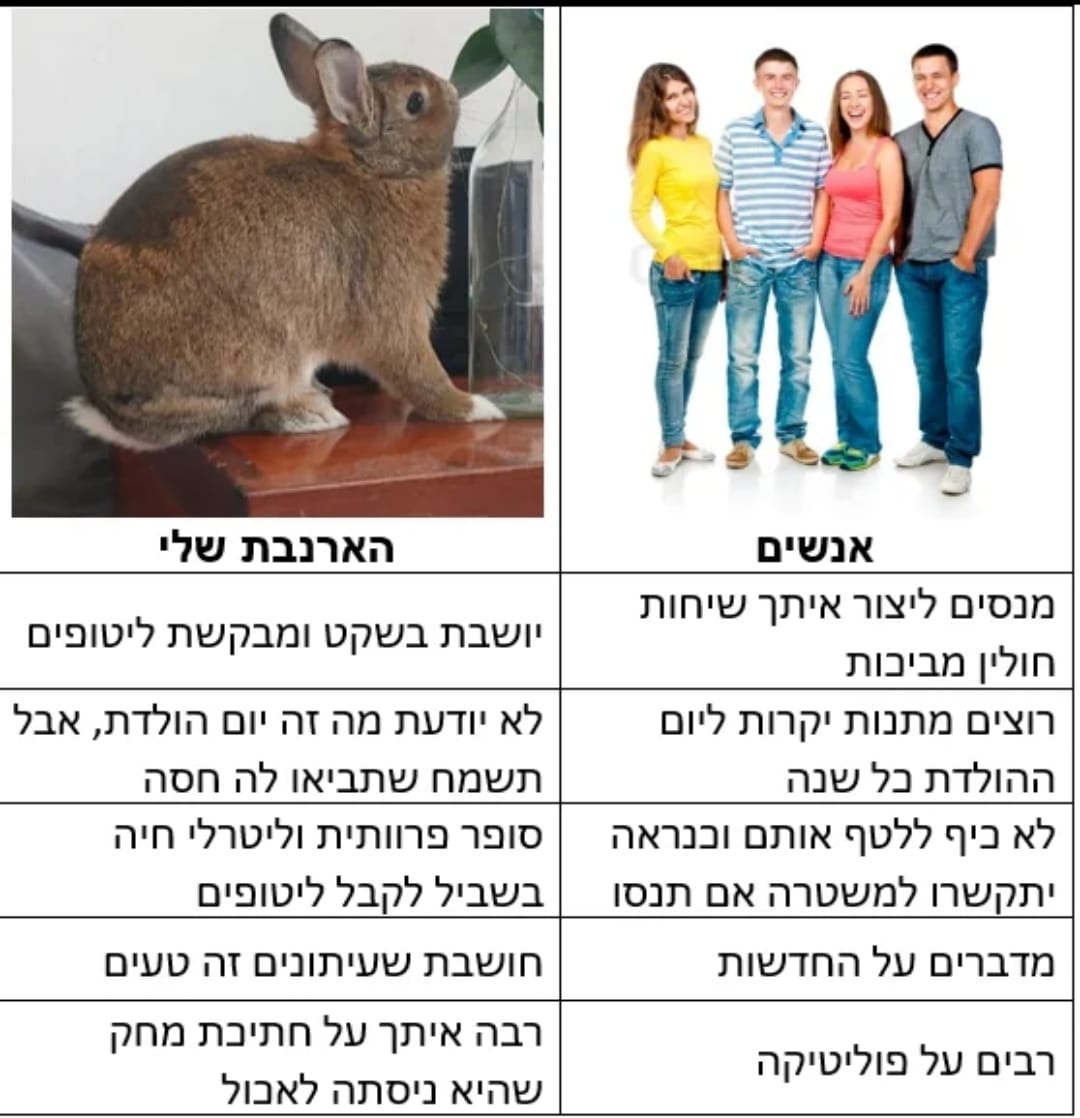 אנשים
הארנבת שלי
מנסים ליצור איתך שיחות
חולין מביכות
יושבת בשקט ומבקשת ליטופים
רוצים מתנות יקרות ליום
ההולדת כל שנה
לא יודעת מה זה יום הולדת, אבל
תשמח שתביאו לה חסה
לא כיף ללטף אותם וכנראה
יתקשרו למשטרה אם תנסו
סופר פרוותית וליטרלי חיה
בשביל לקבל ליטופים
מדברים על החדשות
חושבת שעיתונים זה טעים
רבים על פוליטיקה
רבה איתך על חתיכת מחק
שהיא ניסתה לאכול